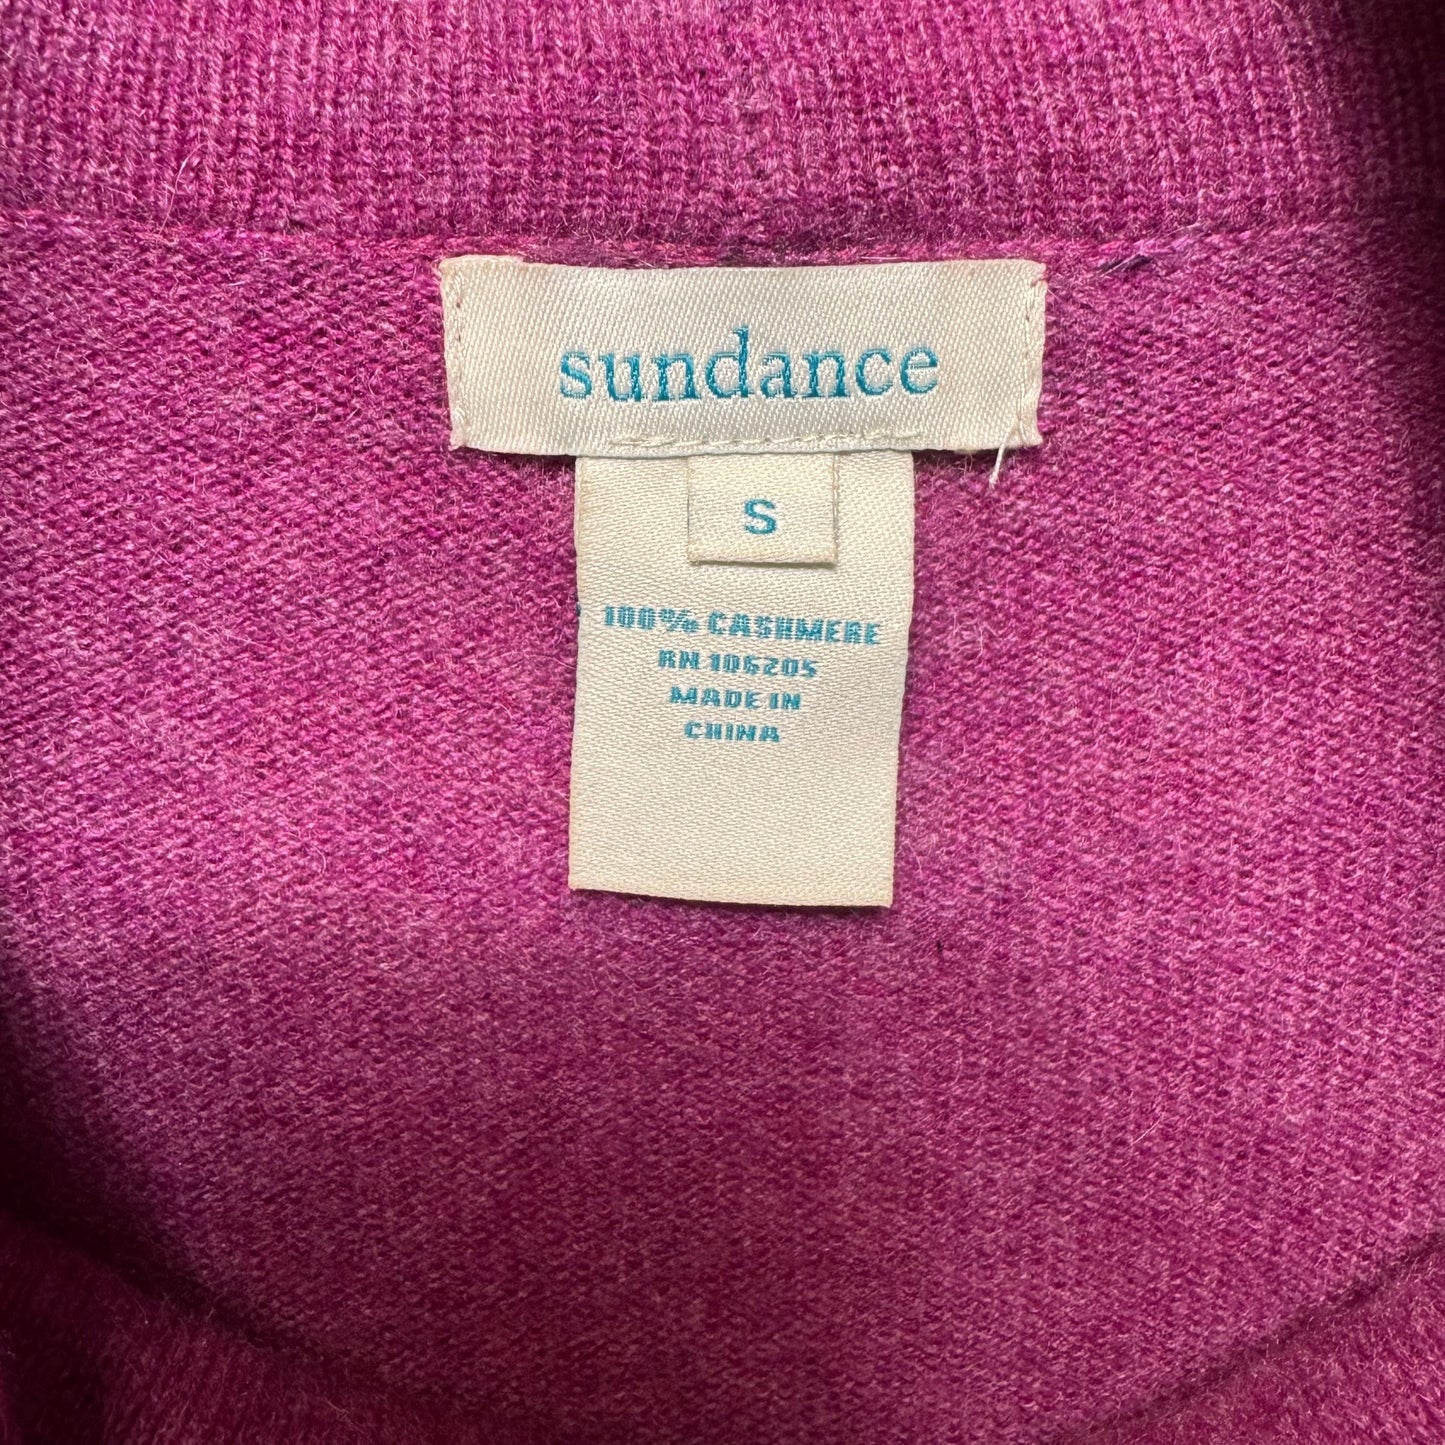 sundance
S
100% CASHMERE
RN 106205
MADE IN
CHINA